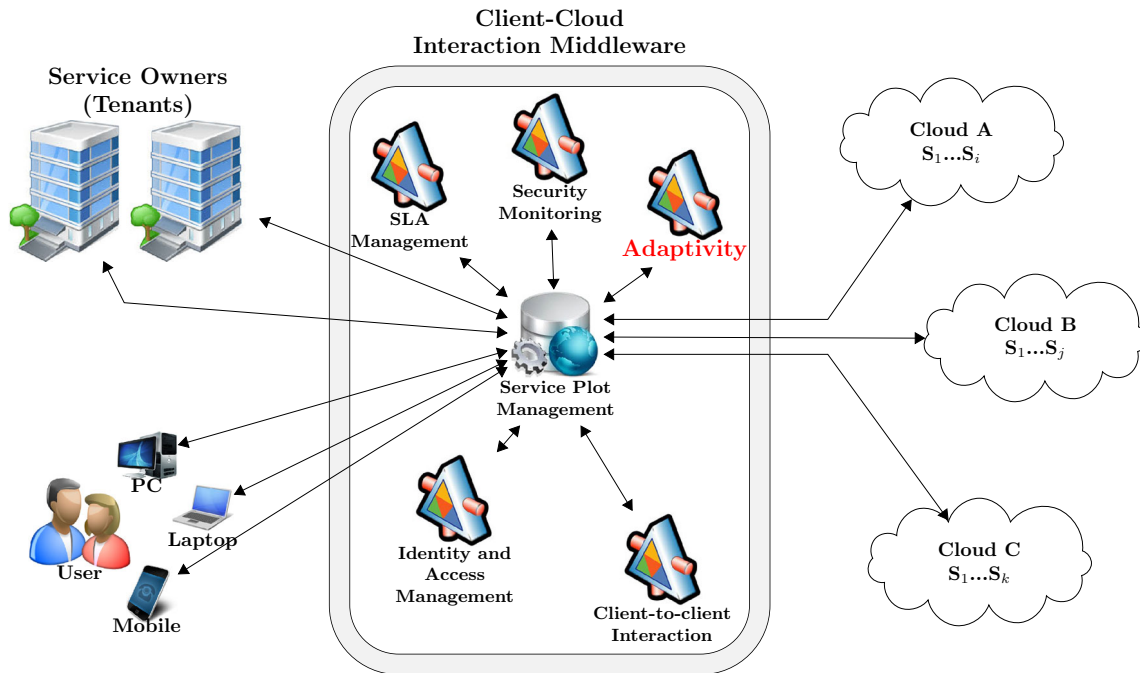 Client-Cloud
Interaction Middleware
Service Owners
(Tenants)
SLA
Management
Security
Monitoring
Adaptivity
Service Plot
Management
Identity and
Access
Management
Client-to-client
Interaction
PC
Laptop
User
Mobile
Cloud A
S₁...Sᵢ
Cloud B
S₁...Sⱼ
Cloud C
S₁...Sₖ